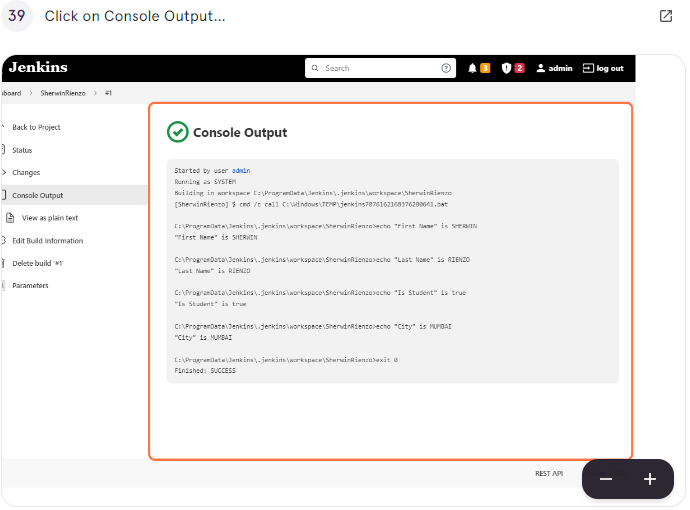 39 Click on Console Output...
Jenkins
Search
3
2
admin
log out
board > SherwinRienzo > #1
Back to Project
Status
Changes
Console Output
View as plain text
Edit Build Information
Delete build '#1'
Parameters
Console Output
Started by user admin
Running as SYSTEM
Building in workspace C:\ProgramData\Jenkins\.jenkins\workspace\SherwinRienzo
[SherwinRienzo] $ cmd /c call C:\Windows\TEMP\jenkins7076162168376200641.bat
C:\ProgramData\Jenkins\.jenkins\workspace\SherwinRienzo>echo "First Name" is SHERWIN
"First Name" is SHERWIN
C:\ProgramData\Jenkins\.jenkins\workspace\SherwinRienzo>echo "Last Name" is RIENZO
"Last Name" is RIENZO
C:\ProgramData\Jenkins\.jenkins\workspace\SherwinRienzo>echo "Is Student" is true
"Is Student" is true
C:\ProgramData\Jenkins\.jenkins\workspace\SherwinRienzo>echo "City" is MUMBAI
"City" is MUMBAI
C:\ProgramData\Jenkins\.jenkins\workspace\SherwinRienzo>exit 0
Finished: SUCCESS
REST API